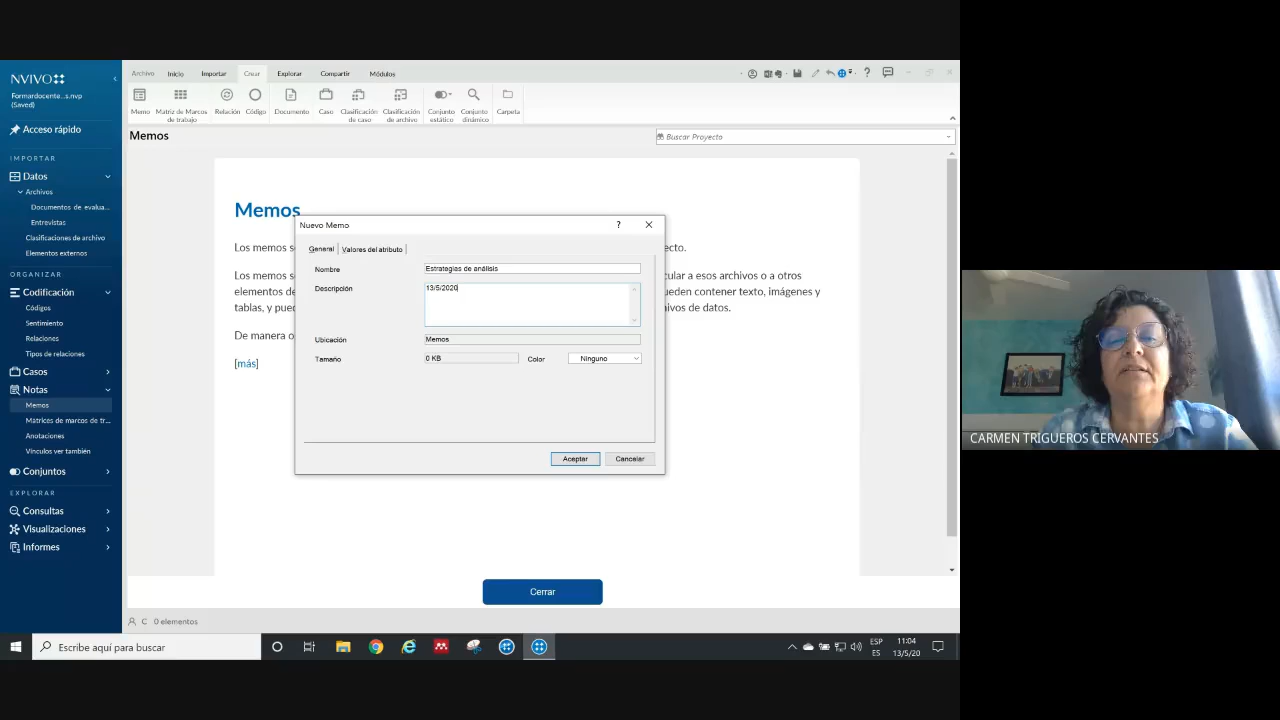 NVIVO
Formardocente...s.nvp
(Saved)
Acceso rápido
IMPORTAR
Datos
Archivos
Documentos de evalua...
Entrevistas
Clasificaciones de archivo
Elementos externos
ORGANIZAR
Codificación
Códigos
Sentimiento
Relaciones
Tipos de relaciones
Casos
Notas
Memos
Matrices de marcos de tr...
Anotaciones
Vínculos ver también
Conjuntos
EXPLORAR
Consultas
Visualizaciones
Informes
Archivo Inicio Importar Crear Explorar Compartir Módulos
Memo Matriz de Marcos de trabajo Relación Código Documento Caso Clasificación de caso Clasificación de archivo Conjunto estático Conjunto dinámico Carpeta
Memos
Buscar Proyecto
Memos
Los memos s
ecto.
Los memos s
cular a esos archivos o a otros
elementos de
ueden contener texto, imágenes y
tablas, y pued
hivos de datos.
De manera o
[más]
Nuevo Memo ?
General Valores del atributo
Nombre Estrategias de análisis
Descripción 13/5/2020
Ubicación Memos
Tamaño 0 KB Color Ninguno
Aceptar Cancelar
Cerrar
C 0 elementos
Escribe aquí para buscar
ESP
ES
11:04
13/5/20
CARMEN TRIGUEROS CERVANTES